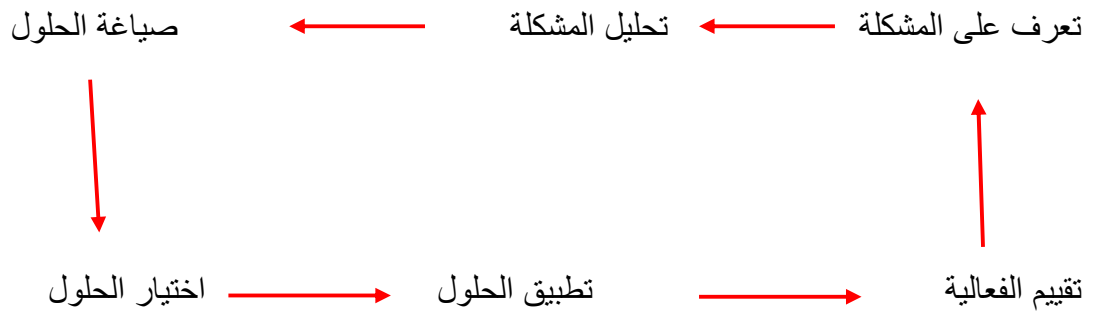 تعرف على المشكلة تحليل المشكلة صياغة الحلول
اختيار الحلول تطبيق الحلول تقييم الفعالية